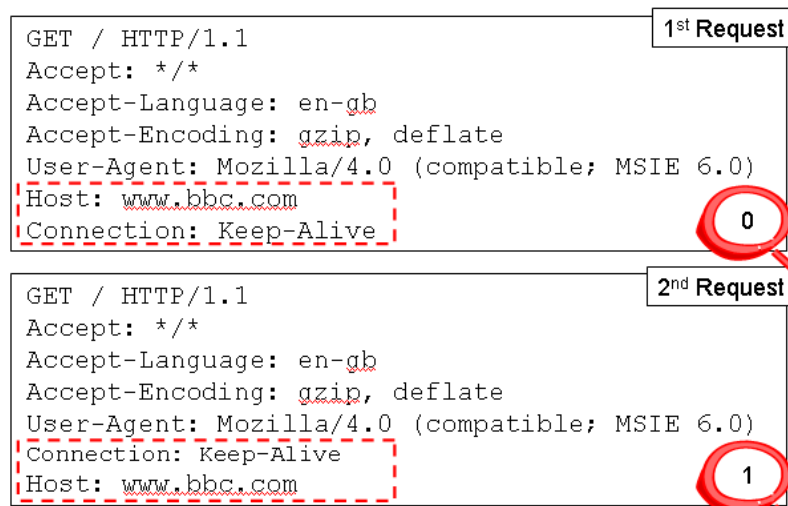 1st Request
GET / HTTP/1.1
Accept: */*
Accept-Language: en-gb
Accept-Encoding: gzip, deflate
User-Agent: Mozilla/4.0 (compatible; MSIE 6.0)
Host: www.bbc.com
Connection: Keep-Alive
0
2nd Request
GET / HTTP/1.1
Accept: */*
Accept-Language: en-gb
Accept-Encoding: gzip, deflate
User-Agent: Mozilla/4.0 (compatible; MSIE 6.0)
Connection: Keep-Alive
Host: www.bbc.com
1